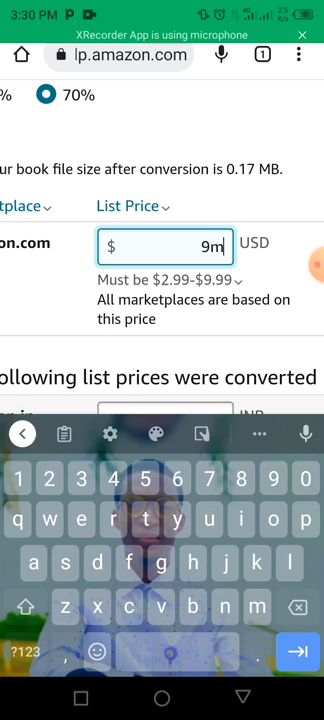 3:30 PM P 4G 2.5 K/s
XRecorder App is using microphone
lp.amazon.com 1
% 70%
ur book file size after conversion is 0.17 MB.
tplace List Price
on.com $ 9m USD
Must be $2.99-$9.99
All marketplaces are based on
this price
ollowing list prices were converted
1 2 3 4 5 6 7 8 9 0
q w e r t y u i o p
a s d f g h j k l
z x c v b n m
?123 , .